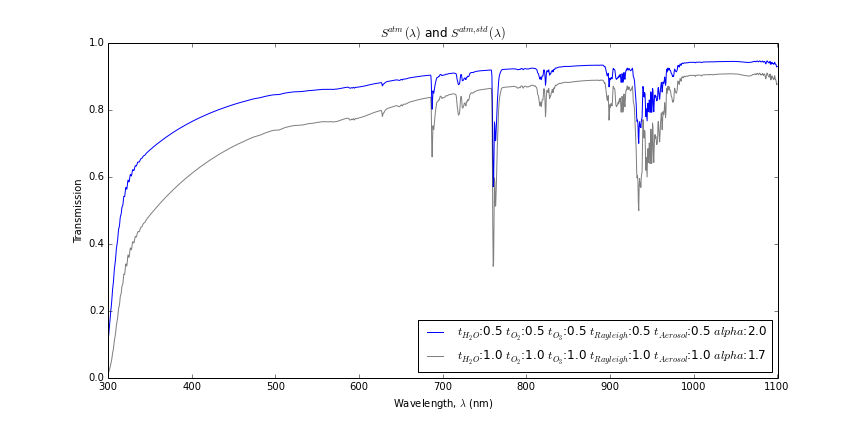 S^{atm}(λ) and S^{atm,std}(λ)
Transmission
1.0
0.8
0.6
0.4
0.2
0.0
300 400 500 600 700 800 900 1000 1100
Wavelength, λ (nm)
t_{H_2O}:0.5 t_{O_2}:0.5 t_{O_3}:0.5 t_{Rayleigh}:0.5 t_{Aerosol}:0.5 alpha:2.0
t_{H_2O}:1.0 t_{O_2}:1.0 t_{O_3}:1.0 t_{Rayleigh}:1.0 t_{Aerosol}:1.0 alpha:1.7